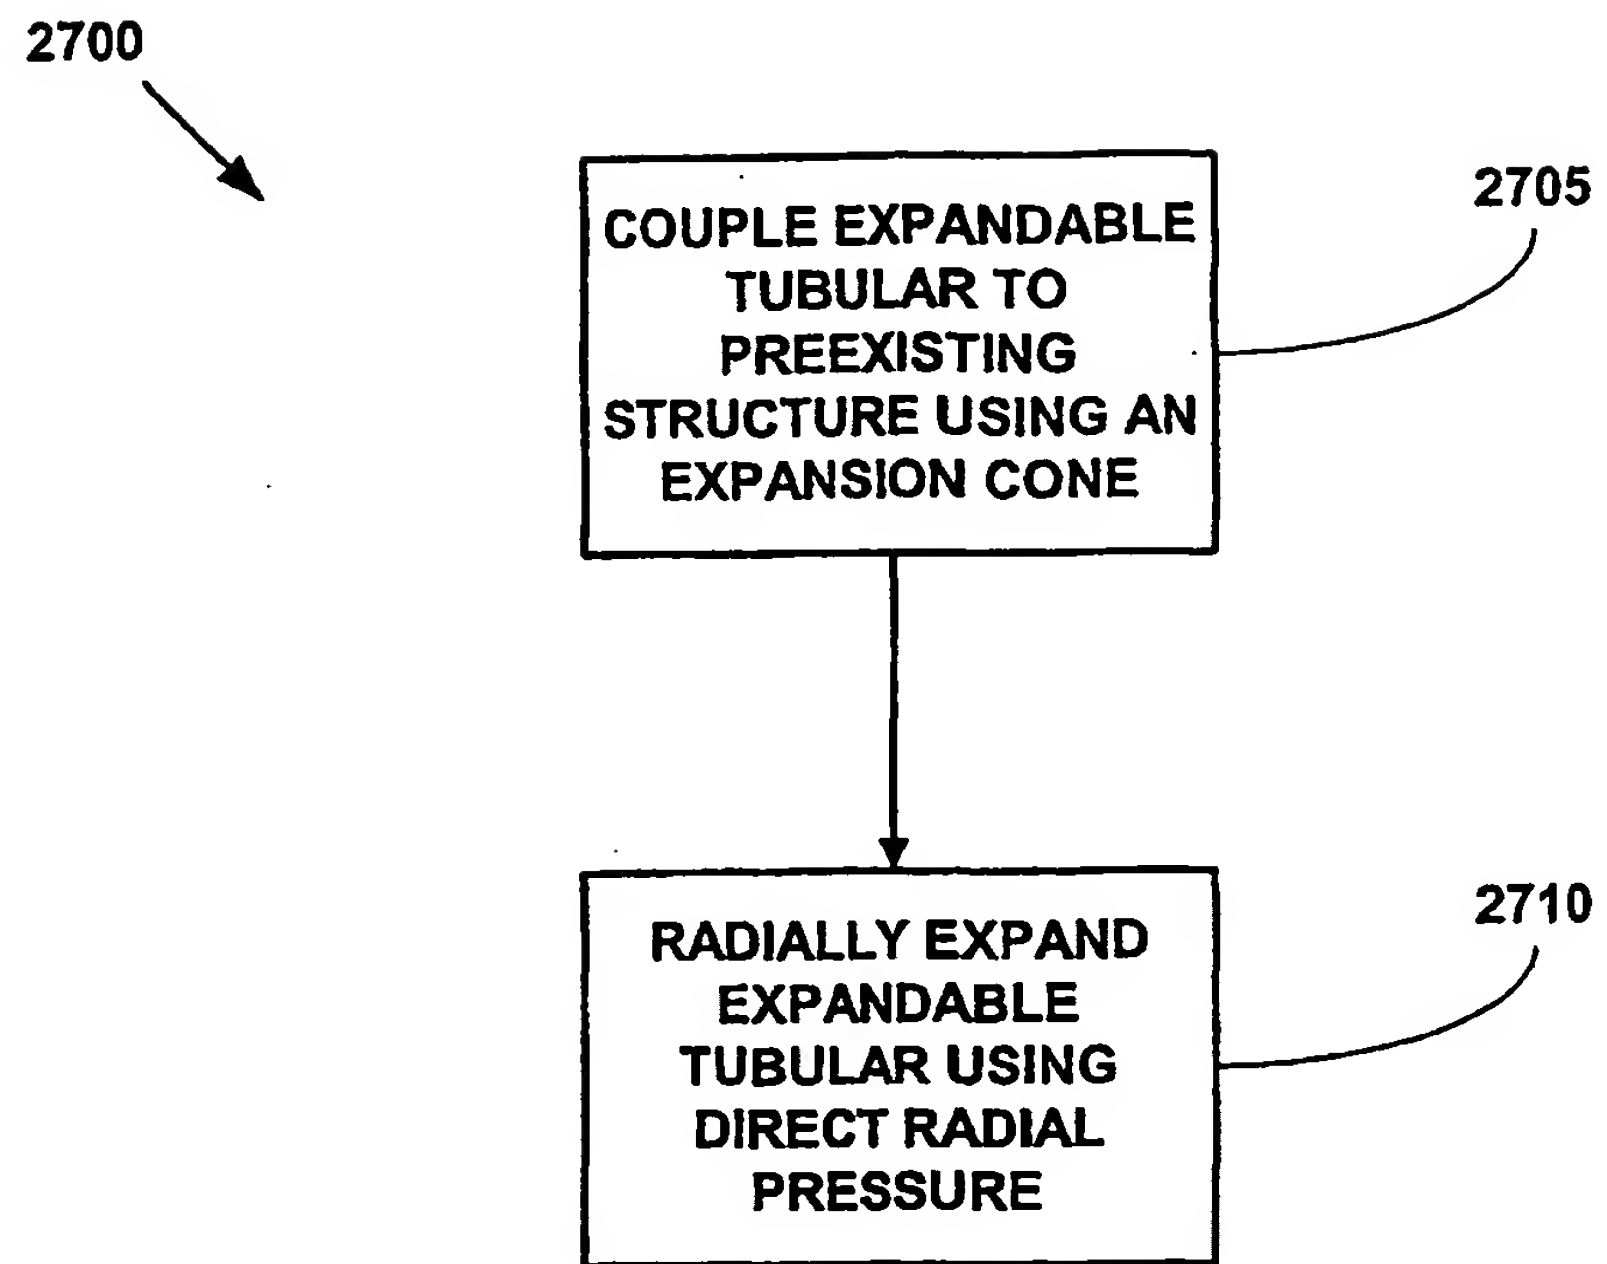 2700
COUPLE EXPANDABLE
TUBULAR TO
PREEXISTING
STRUCTURE USING AN
EXPANSION CONE
2705
RADIALLY EXPAND
EXPANDABLE
TUBULAR USING
DIRECT RADIAL
PRESSURE
2710